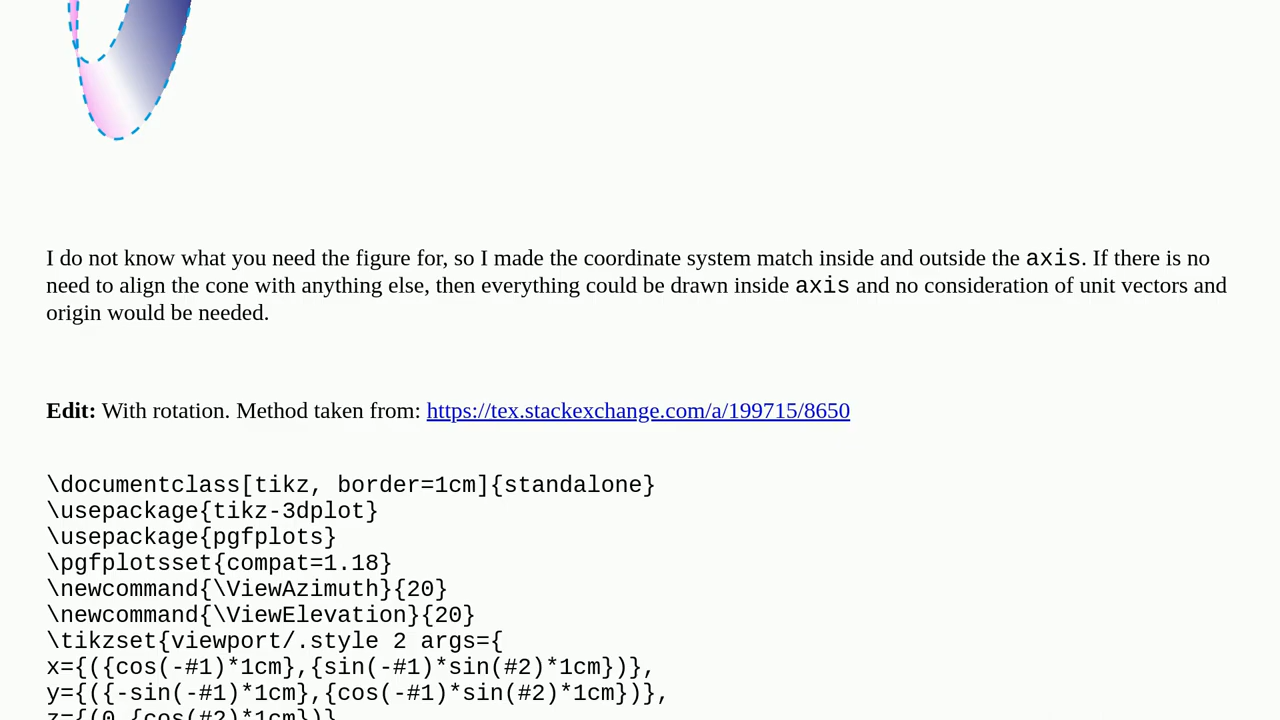 I do not know what you need the figure for, so I made the coordinate system match inside and outside the axis. If there is no
need to align the cone with anything else, then everything could be drawn inside axis and no consideration of unit vectors and
origin would be needed.
Edit: With rotation. Method taken from: https://tex.stackexchange.com/a/199715/8650
\documentclass[tikz, border=1cm]{standalone}
\usepackage{tikz-3dplot}
\usepackage{pgfplots}
\pgfplotsset{compat=1.18}
\newcommand{\ViewAzimuth}{20}
\newcommand{\ViewElevation}{20}
\tikzset{viewport/.style 2 args={
x={({cos(-#1)*1cm},{sin(-#1)*sin(#2)*1cm})},
y={({-sin(-#1)*1cm},{cos(-#1)*sin(#2)*1cm})},
z={(0,{cos(#2)*1cm})}